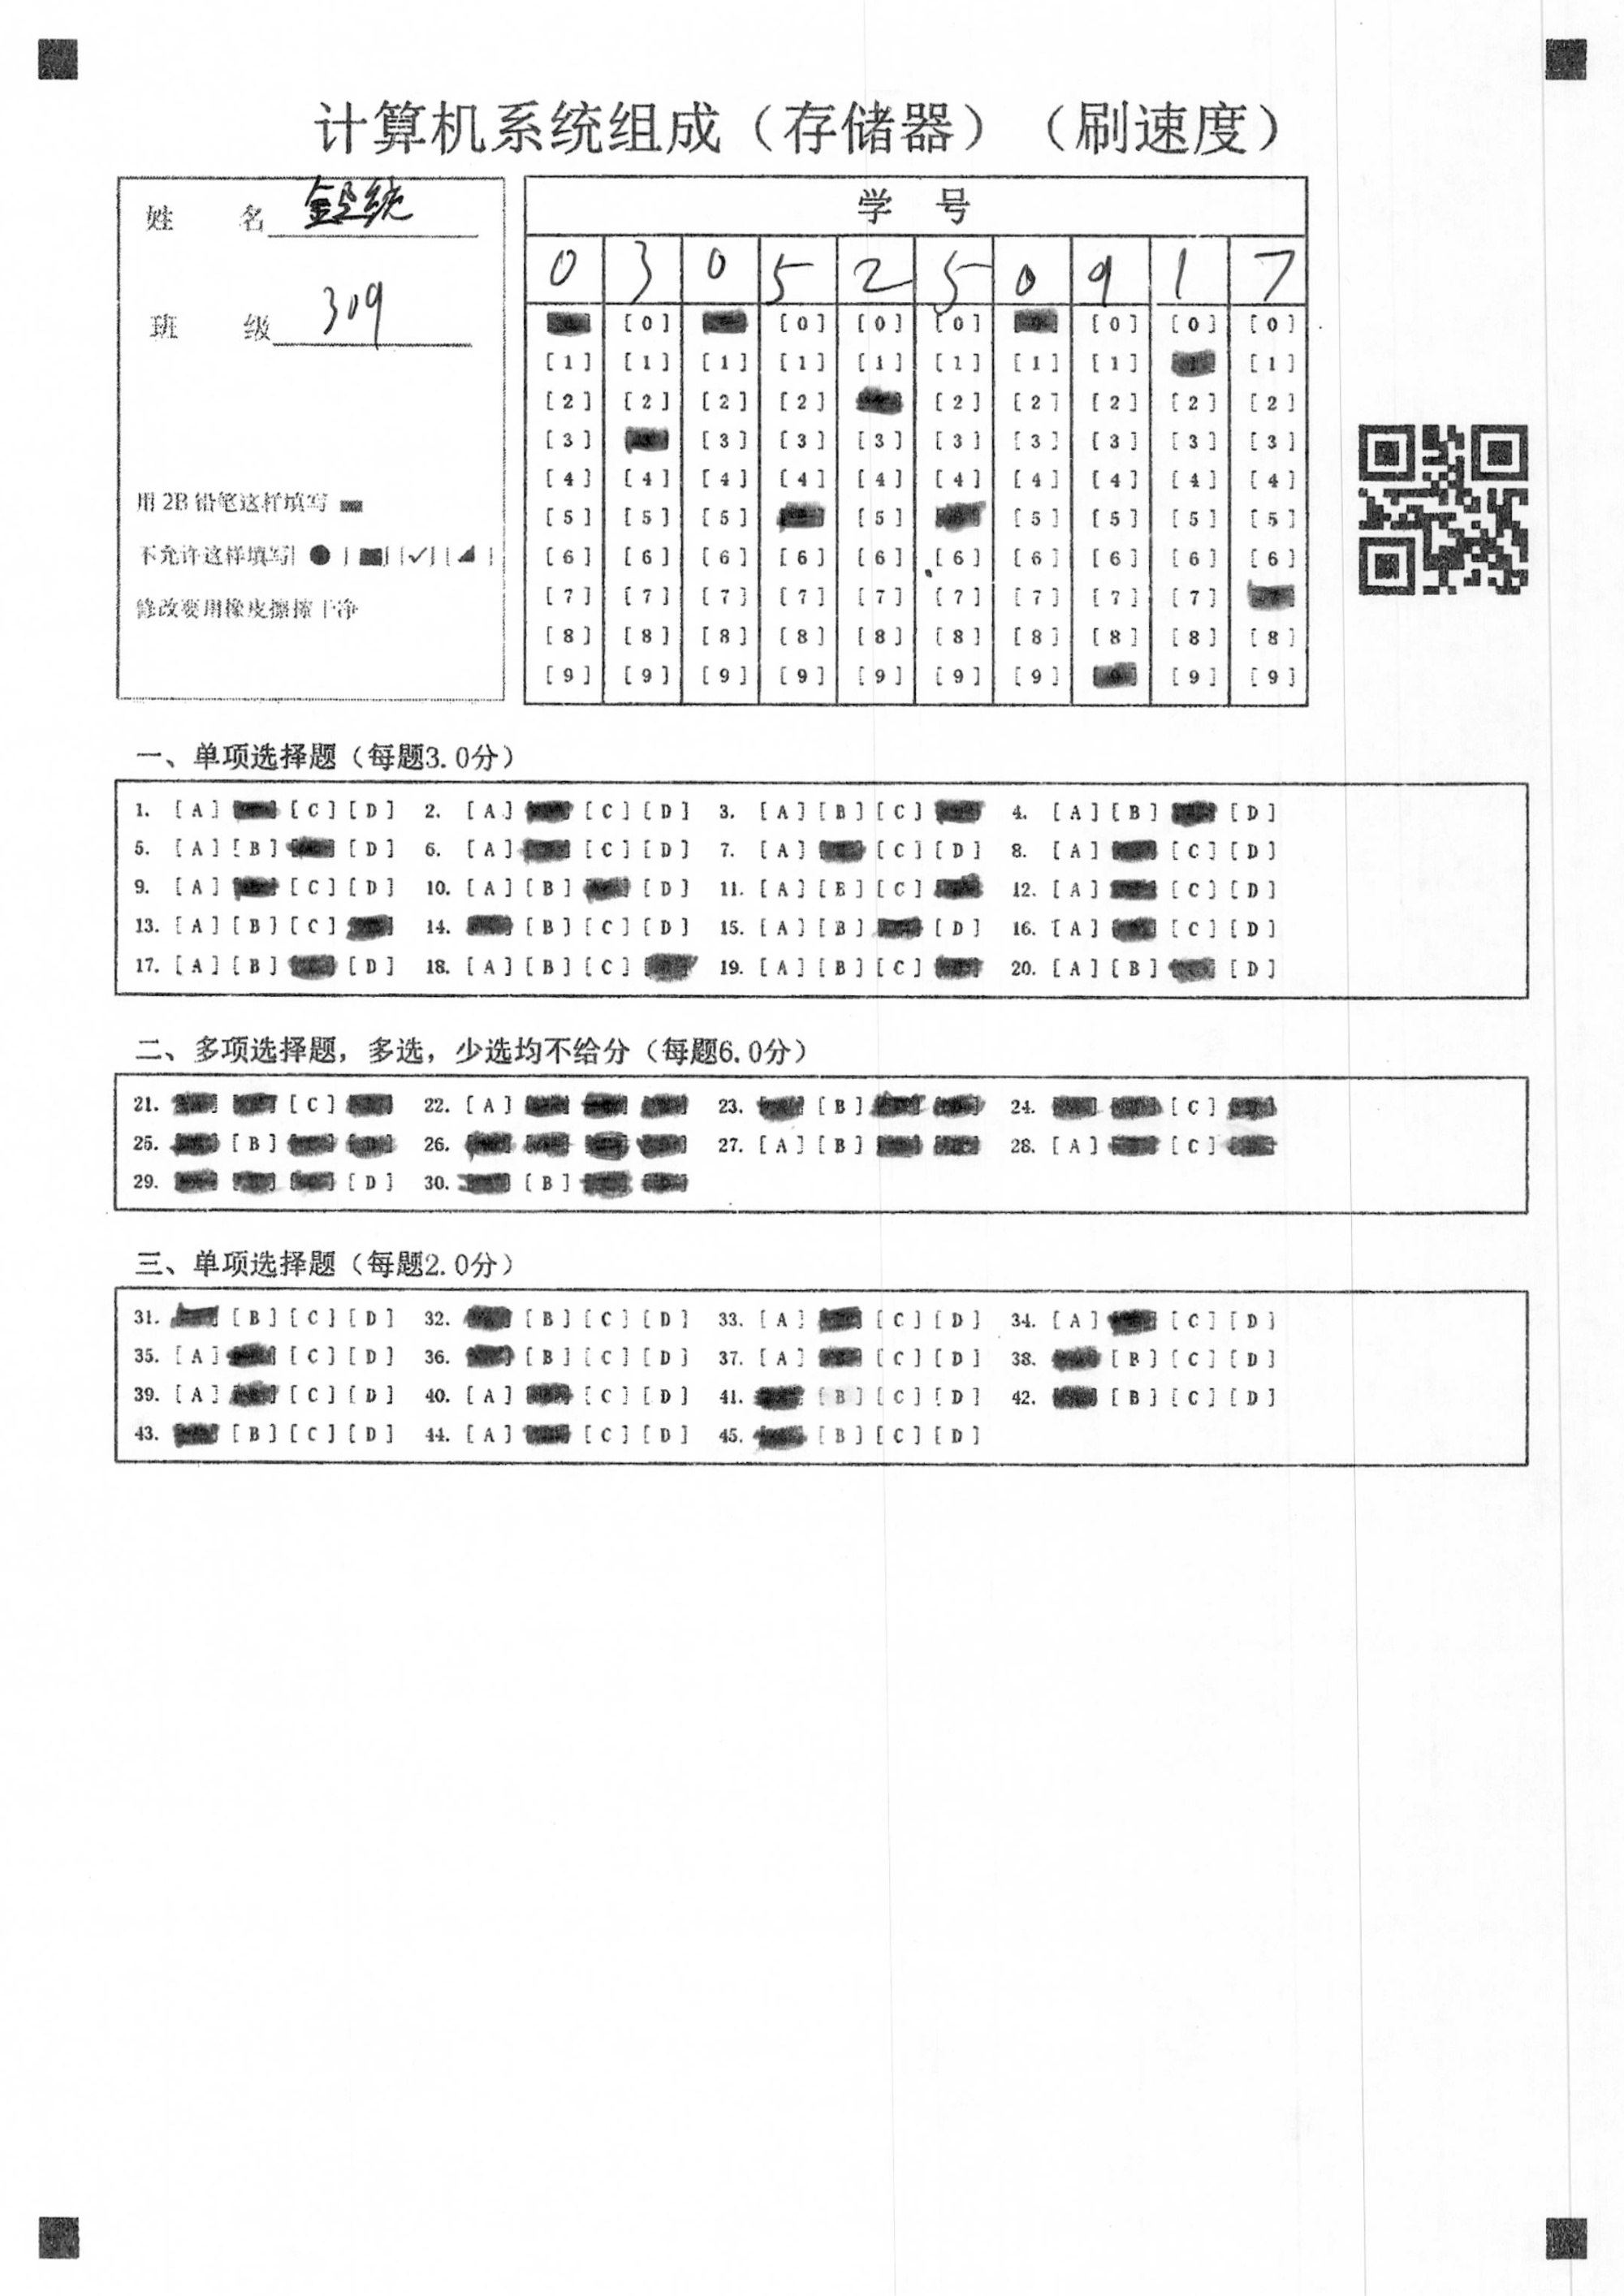 计算机系统组成（存储器）（刷速度）
姓 名
班 级 309
用2B铅笔这样填写
不允许这样填写[ ● ] [ ] [✓] [ ]
修改要用橡皮擦擦干净
学 号
0 3 0 5 2 5 0 9 1 7
[0] [0] [0] [0] [0] [0] [0]
[1] [1] [1] [1] [1] [1] [1] [1] [1]
[2] [2] [2] [2] [2] [2] [2] [2] [2]
[3] [3] [3] [3] [3] [3] [3] [3] [3]
[4] [4] [4] [4] [4] [4] [4] [4] [4] [4]
[5] [5] [5] [5] [5] [5] [5] [5]
[6] [6] [6] [6] [6] [6] [6] [6] [6] [6]
[7] [7] [7] [7] [7] [7] [7] [7] [7]
[8] [8] [8] [8] [8] [8] [8] [8] [8] [8]
[9] [9] [9] [9] [9] [9] [9] [9] [9]
一、单项选择题（每题3.0分）
1. [A] [C] [D] 2. [A] [C] [D] 3. [A] [B] [C] 4. [A] [B] [D]
5. [A] [B] [D] 6. [A] [C] [D] 7. [A] [C] [D] 8. [A] [C] [D]
9. [A] [C] [D] 10. [A] [B] [D] 11. [A] [B] [C] 12. [A] [C] [D]
13. [A] [B] [C] 14. [B] [C] [D] 15. [A] [B] [D] 16. [A] [C] [D]
17. [A] [B] [D] 18. [A] [B] [C] 19. [A] [B] [C] 20. [A] [B] [D]
二、多项选择题，多选，少选均不给分（每题6.0分）
21. [C] 22. [A] 23. [B] 24. [C]
25. [B] 26. 27. [A] [B] 28. [A] [C]
29. [D] 30. [B]
三、单项选择题（每题2.0分）
31. [B] [C] [D] 32. [B] [C] [D] 33. [A] [C] [D] 34. [A] [C] [D]
35. [A] [C] [D] 36. [B] [C] [D] 37. [A] [C] [D] 38. [B] [C] [D]
39. [A] [C] [D] 40. [A] [C] [D] 41. [B] [C] [D] 42. [B] [C] [D]
43. [B] [C] [D] 44. [A] [C] [D] 45. [B] [C] [D]